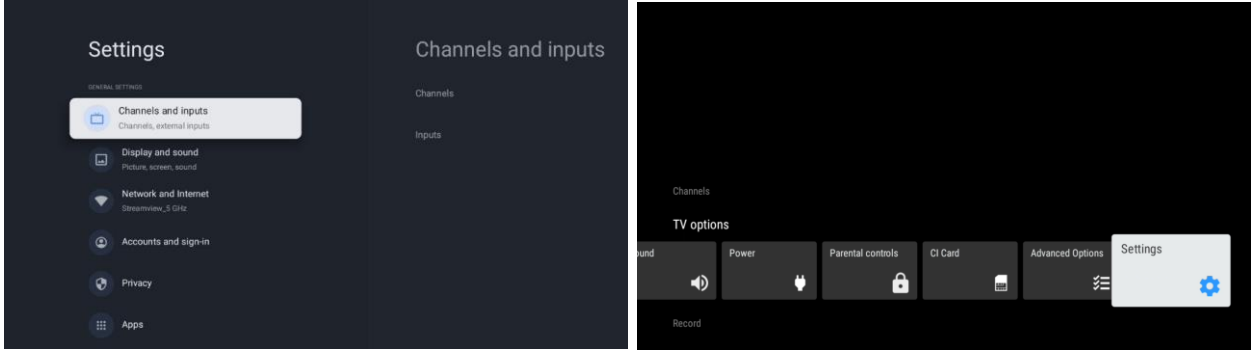 Settings
GENERAL SETTINGS
Channels and inputs
Channels, external inputs
Display and sound
Picture, screen, sound
Network and Internet
Streamview_5 GHz
Accounts and sign-in
Privacy
Apps
Channels and inputs
Channels
Inputs
Channels
TV options
ound
Power
Parental controls
CI Card
Advanced Options
Settings
Record